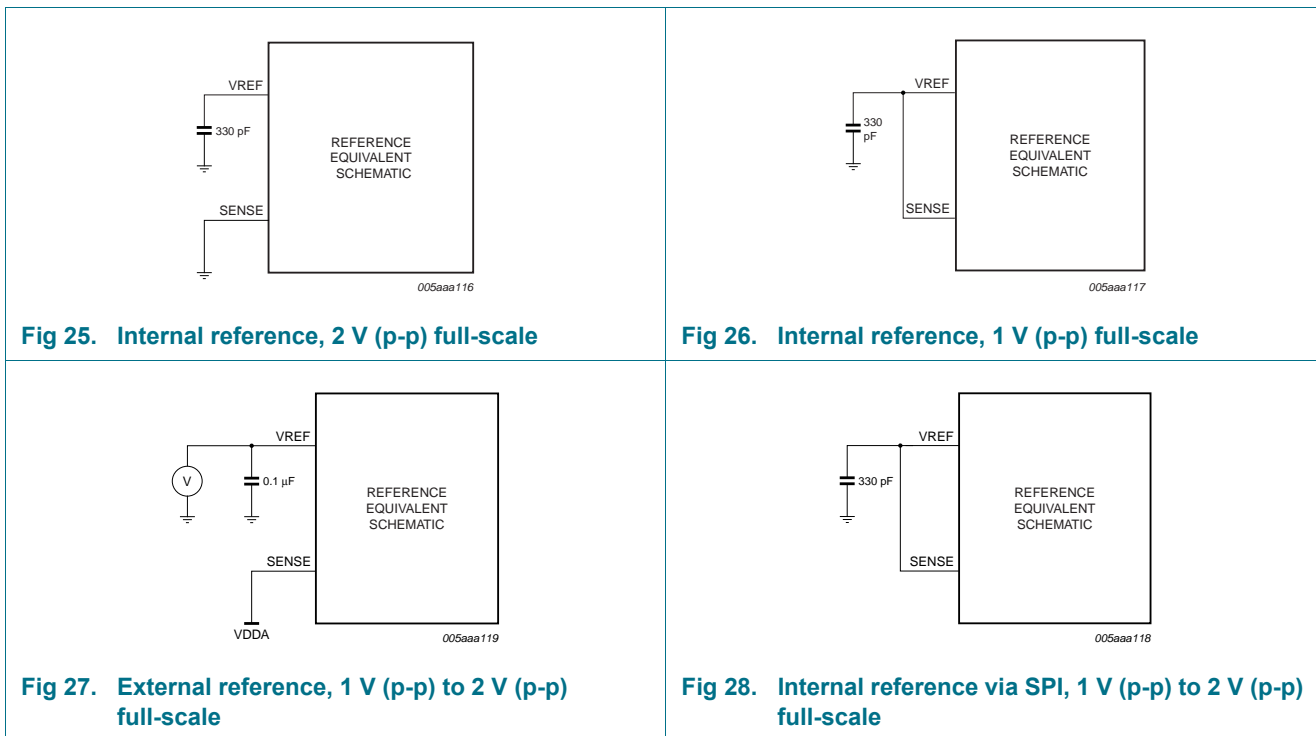 VREF
330 pF
REFERENCE
EQUIVALENT
SCHEMATIC
SENSE
005aaa116
Fig 25. Internal reference, 2 V (p-p) full-scale
VREF
330
pF
REFERENCE
EQUIVALENT
SCHEMATIC
SENSE
005aaa117
Fig 26. Internal reference, 1 V (p-p) full-scale
VREF
V
0.1 μF
REFERENCE
EQUIVALENT
SCHEMATIC
SENSE
VDDA
005aaa119
Fig 27. External reference, 1 V (p-p) to 2 V (p-p)
full-scale
VREF
330 pF
REFERENCE
EQUIVALENT
SCHEMATIC
SENSE
005aaa118
Fig 28. Internal reference via SPI, 1 V (p-p) to 2 V (p-p)
full-scale